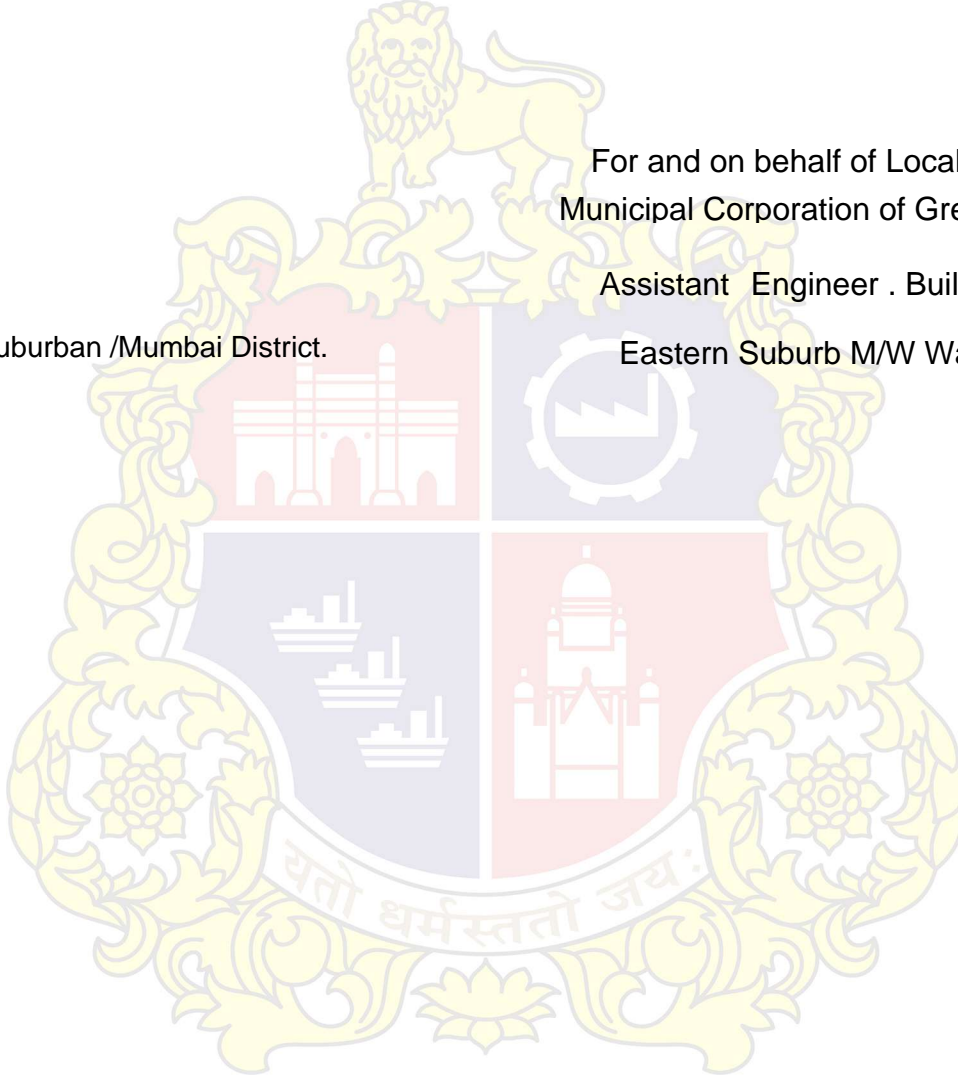 For and on behalf of Local
Municipal Corporation of Gre
Assistant Engineer . Buil
uburban /Mumbai District.
Eastern Suburb M/W Wa
यतो धर्मस्ततो जय: